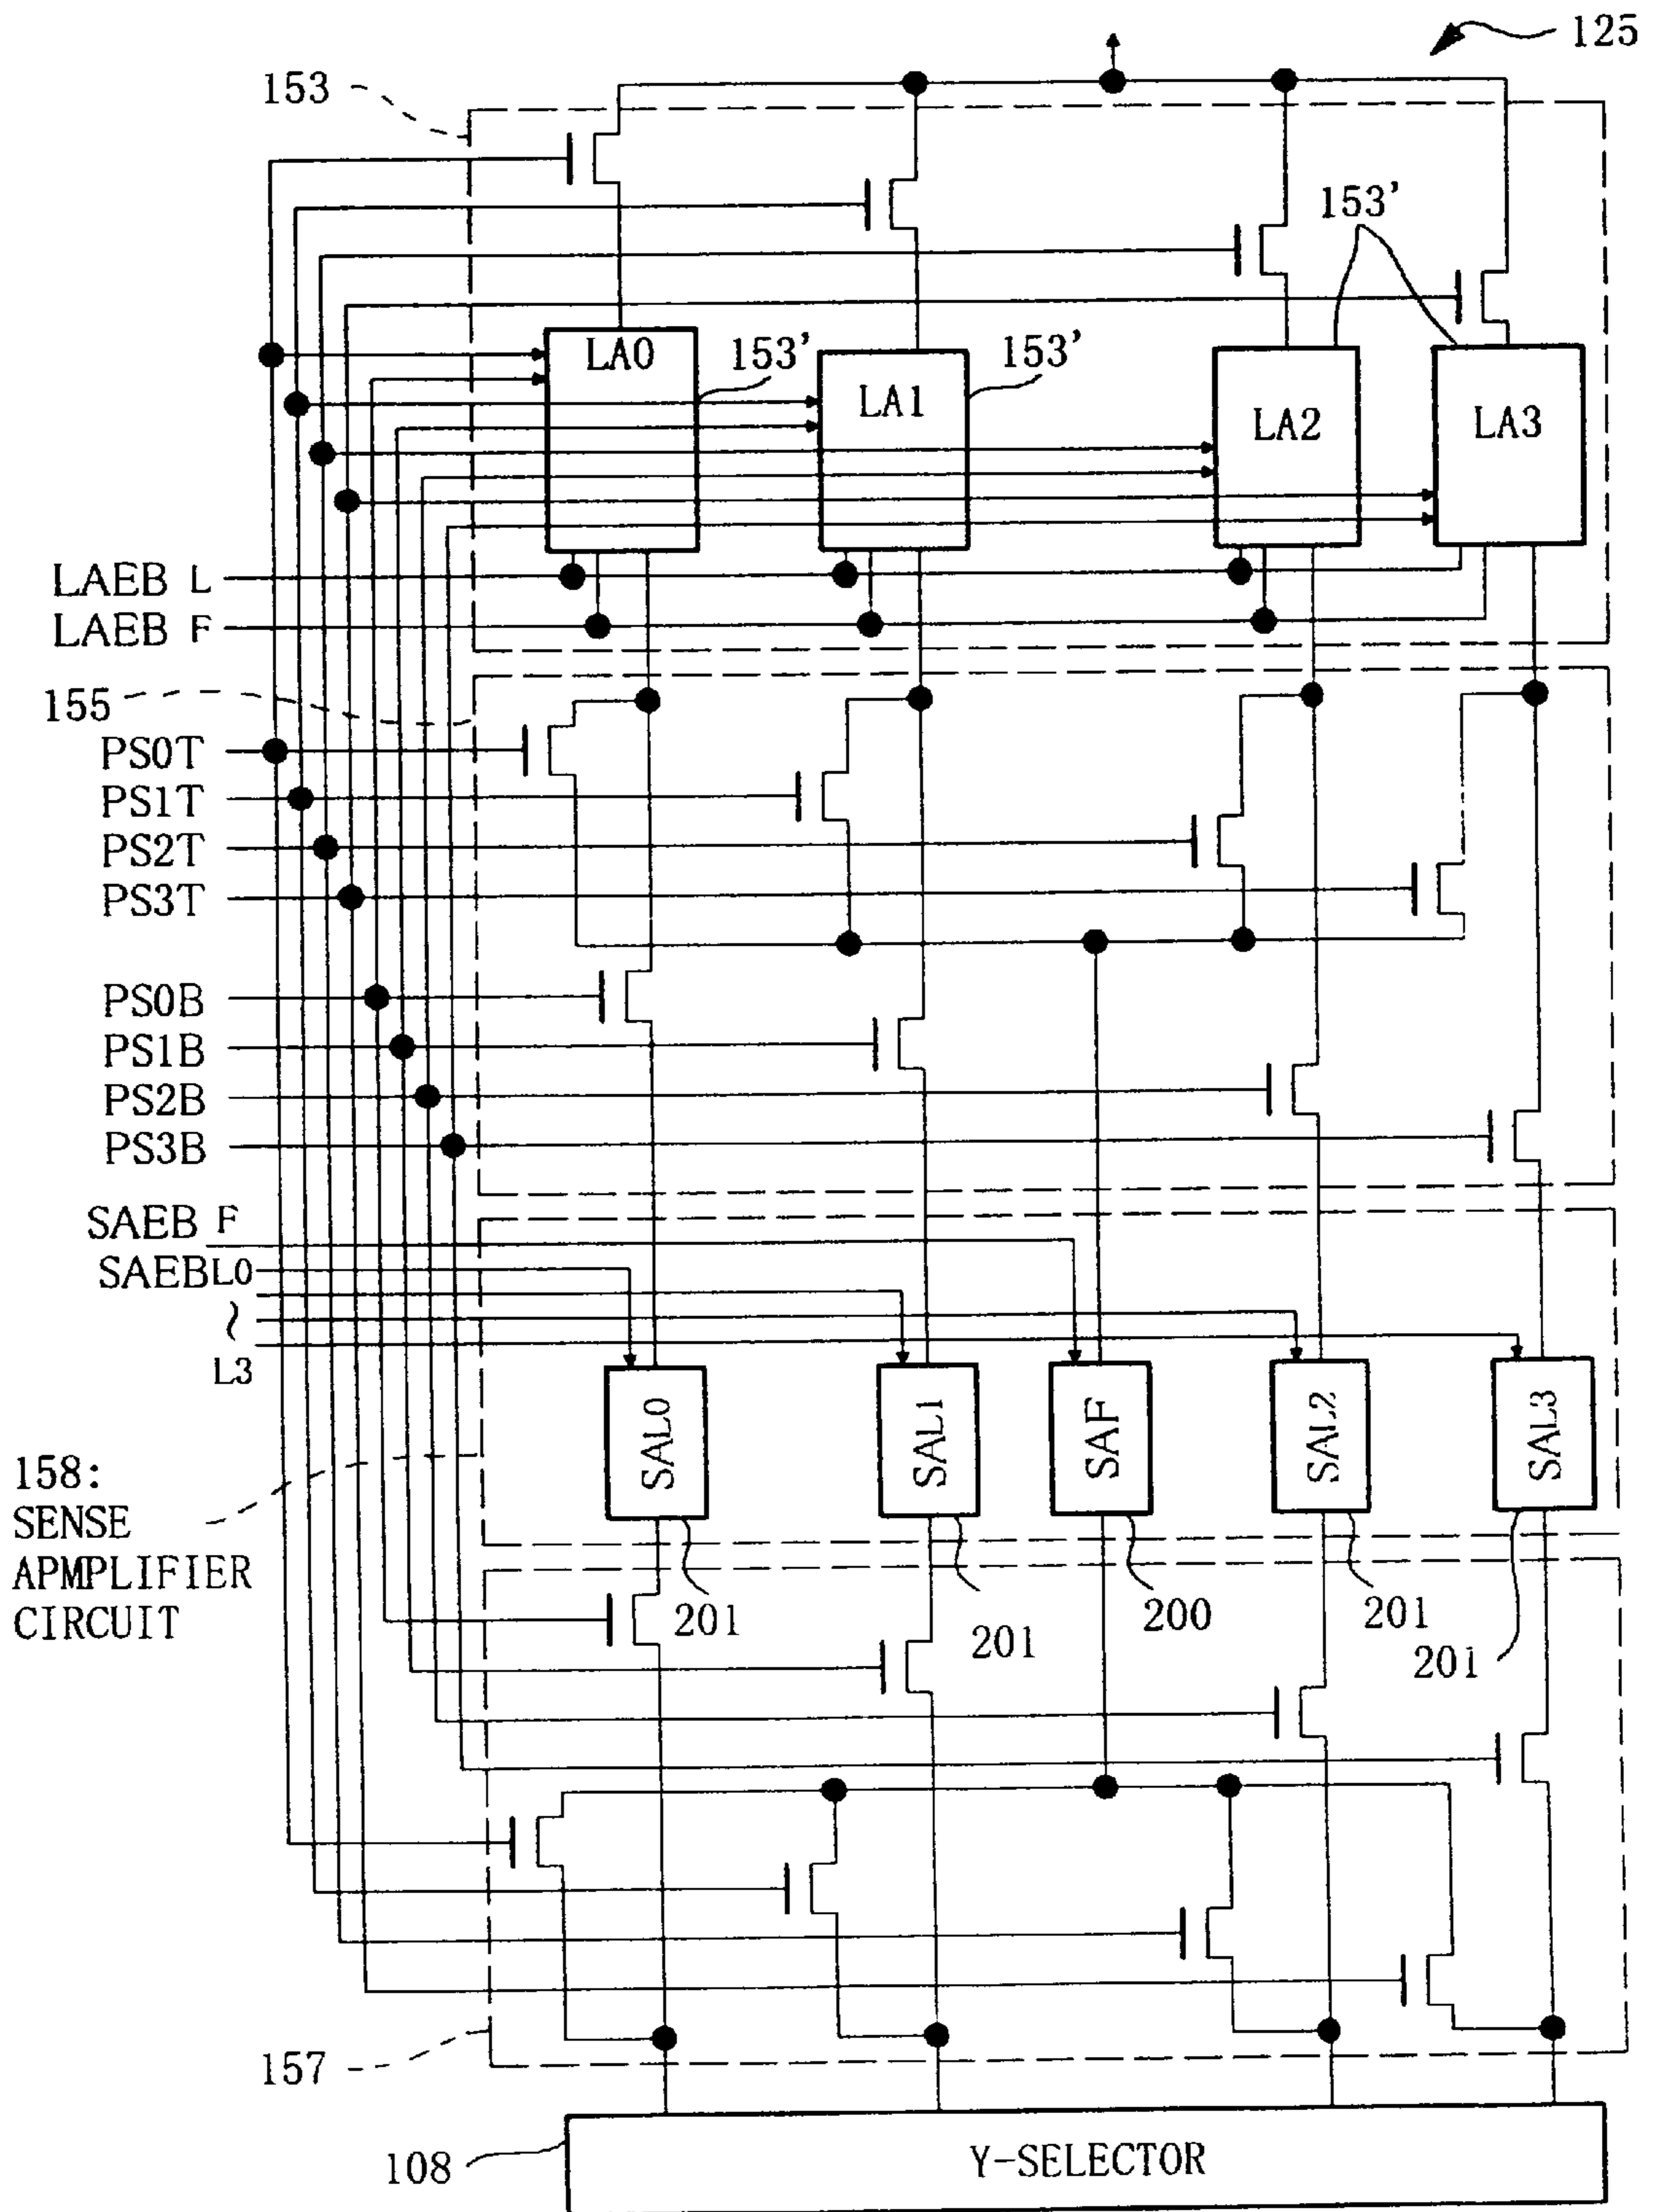 125
153
153'
LA0
153'
LA1
153'
LA2
LA3
LAEB L
LAEB F
155
PS0T
PS1T
PS2T
PS3T
PS0B
PS1B
PS2B
PS3B
SAEB F
SAEBL0
~
L3
SAL0
SAL1
SAF
SAL2
SAL3
158:
SENSE
APMPLIFIER
CIRCUIT
201
201
200
201
201
157
108
Y-SELECTOR